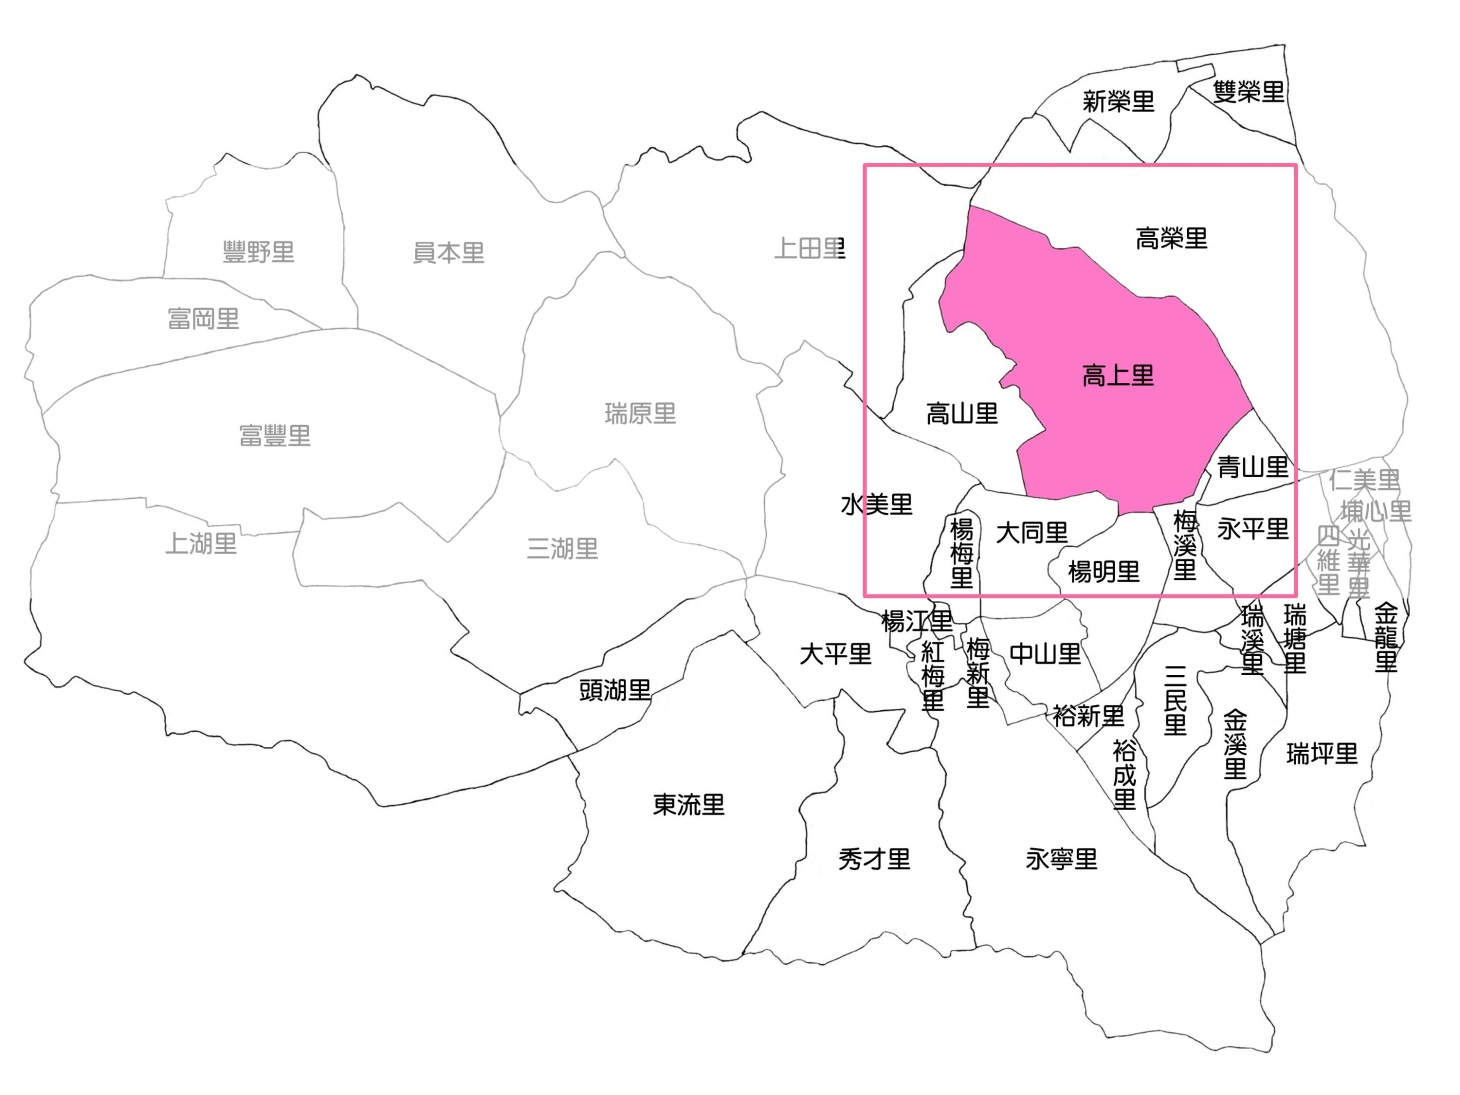 新榮里
雙榮里
高榮里
豐野里
員本里
上田里
富岡里
高上里
瑞原里
高山里
富豐里
青山里
仁美里
水美里
埔心里
上湖里
三湖里
楊梅里
大同里
梅溪里
永平里
四維里
光華里
楊明里
楊江里
瑞溪里
瑞塘里
金龍里
大平里
紅梅里
梅新里
中山里
頭湖里
三民里
裕新里
金溪里
裕成里
瑞坪里
東流里
秀才里
永寧里